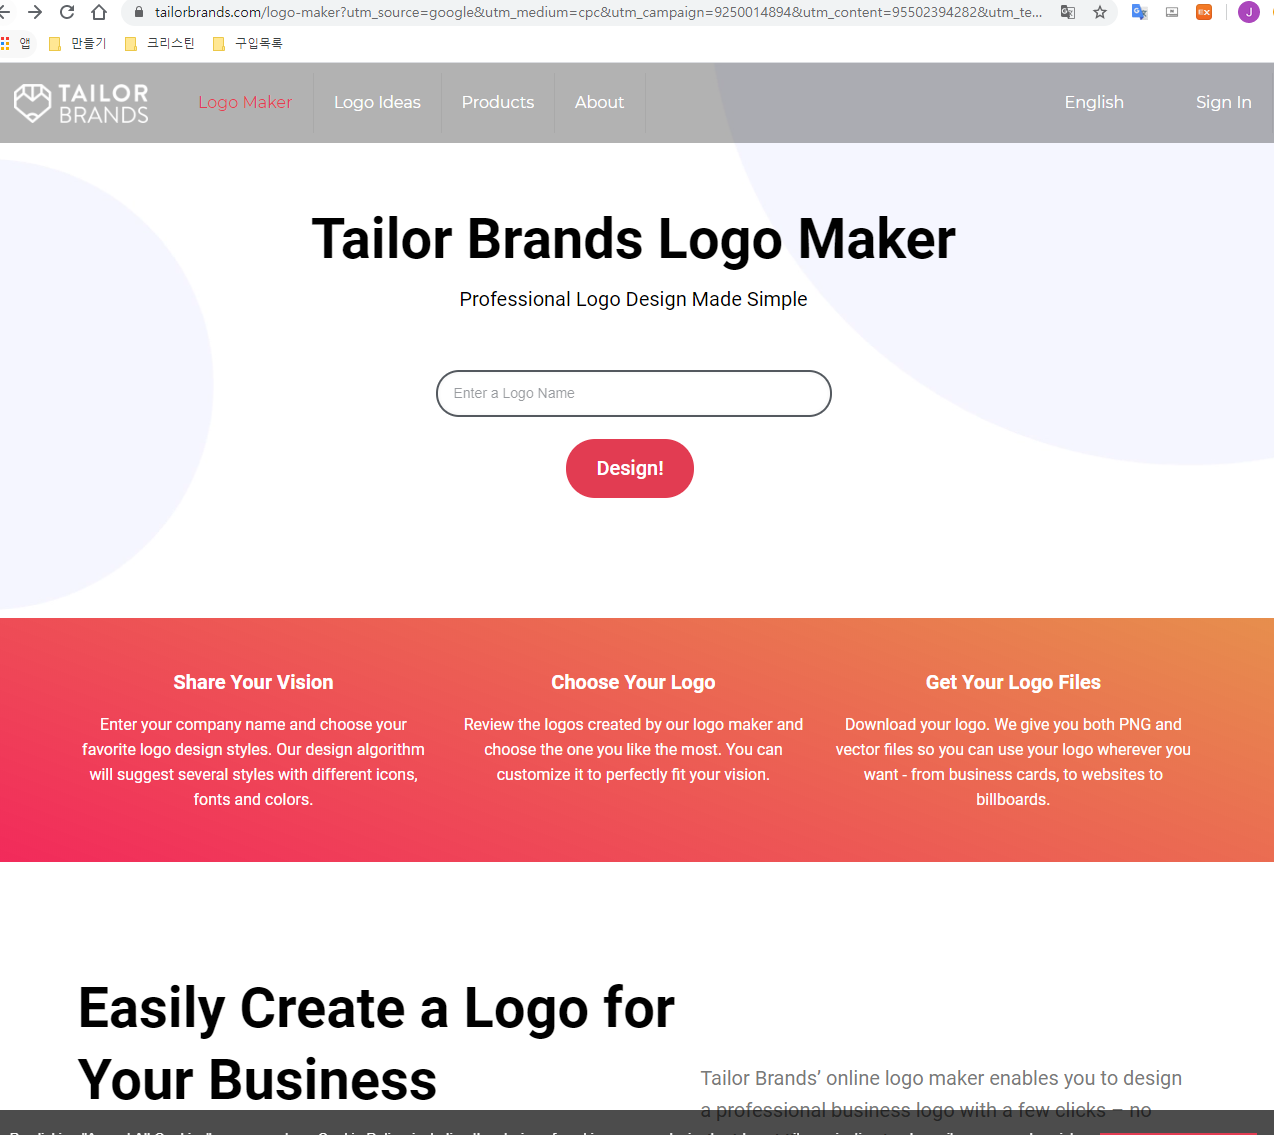 tailorbrands.com/logo-maker?utm_source=google&utm_medium=cpc&utm_campaign=9250014894&utm_content=95502394282&utm_te...
J
앱 만들기 크리스틴 구입목록
TAILOR
BRANDS
Logo Maker Logo Ideas Products About English Sign In
Tailor Brands Logo Maker
Professional Logo Design Made Simple
Enter a Logo Name
Design!
Share Your Vision
Enter your company name and choose your
favorite logo design styles. Our design algorithm
will suggest several styles with different icons,
fonts and colors.
Choose Your Logo
Review the logos created by our logo maker and
choose the one you like the most. You can
customize it to perfectly fit your vision.
Get Your Logo Files
Download your logo. We give you both PNG and
vector files so you can use your logo wherever you
want - from business cards, to websites to
billboards.
Easily Create a Logo for
Your Business
Tailor Brands’ online logo maker enables you to design
a professional business logo with a few clicks – no